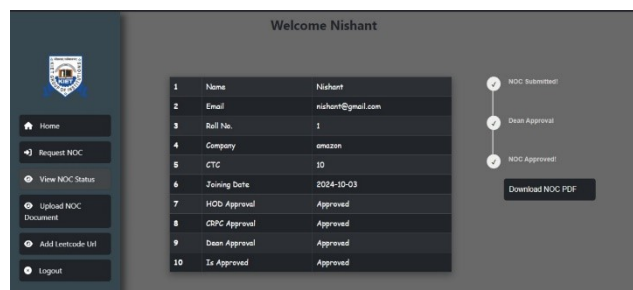 Welcome Nishant
KIET
Home
Request NOC
View NOC Status
Upload NOC
Document
Add Leetcode Url
Logout
1 Name Nishant
2 Email nishant@gmail.com
3 Roll No. 1
4 Company amazon
5 CTC 10
6 Joining Date 2024-10-03
7 HOD Approval Approved
8 CRPC Approval Approved
9 Dean Approval Approved
10 Is Approved Approved
NOC Submitted!
Dean Approval
NOC Approved!
Download NOC PDF